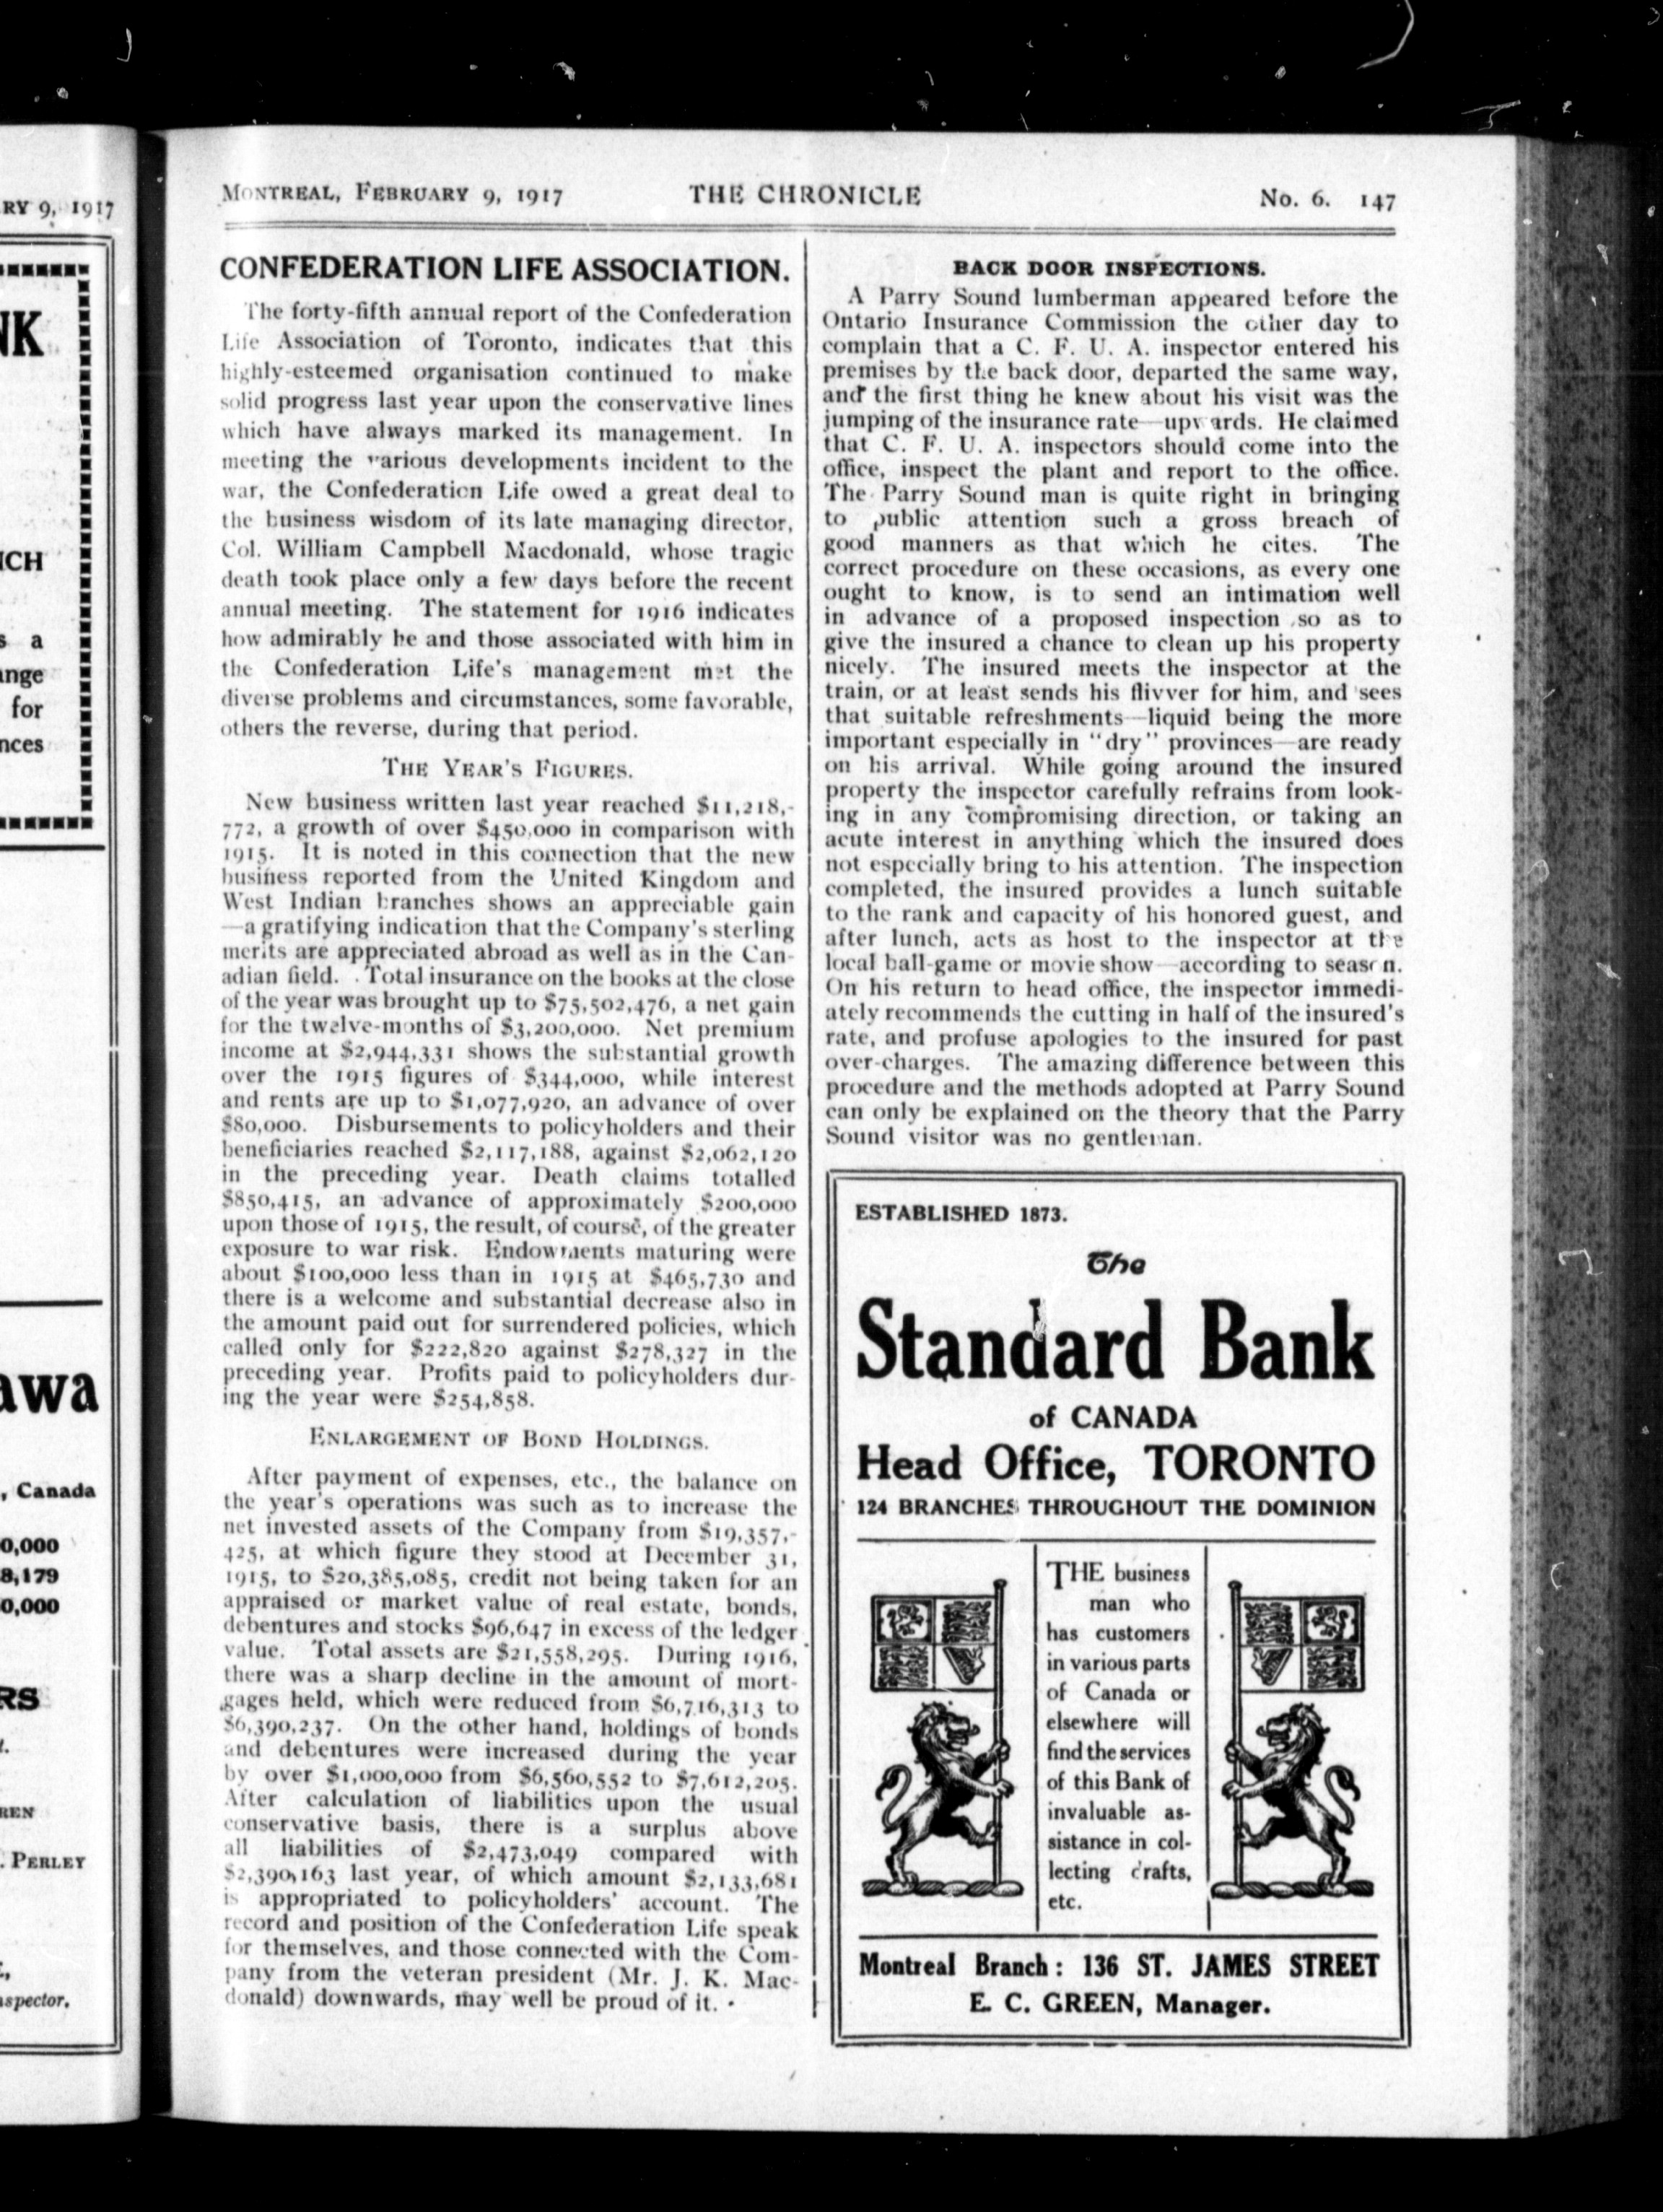 RY 9, 1917
NK
NCH
s a
ange
for
nces
awa
, Canada
0,000
8,179
0,000
RS
REN
. PERLEY
nspector.
MONTREAL, FEBRUARY 9, 1917 THE CHRONICLE No. 6. 147
CONFEDERATION LIFE ASSOCIATION.
The forty-fifth annual report of the Confederation
Life Association of Toronto, indicates that this
highly-esteemed organisation continued to make
solid progress last year upon the conservative lines
which have always marked its management. In
meeting the various developments incident to the
war, the Confederation Life owed a great deal to
the business wisdom of its late managing director,
Col. William Campbell Macdonald, whose tragic
death took place only a few days before the recent
annual meeting. The statement for 1916 indicates
how admirably he and those associated with him in
the Confederation Life's management met the
diverse problems and circumstances, some favorable,
others the reverse, during that period.
THE YEAR'S FIGURES.
New business written last year reached $11,218,-
772, a growth of over $450,000 in comparison with
1915. It is noted in this connection that the new
business reported from the United Kingdom and
West Indian branches shows an appreciable gain
—a gratifying indication that the Company's sterling
merits are appreciated abroad as well as in the Can-
adian field. Total insurance on the books at the close
of the year was brought up to $75,502,476, a net gain
for the twelve-months of $3,200,000. Net premium
income at $2,944,331 shows the substantial growth
over the 1915 figures of $344,000, while interest
and rents are up to $1,077,920, an advance of over
$80,000. Disbursements to policyholders and their
beneficiaries reached $2,117,188, against $2,062,120
in the preceding year. Death claims totalled
$850,415, an advance of approximately $200,000
upon those of 1915, the result, of course, of the greater
exposure to war risk. Endowments maturing were
about $100,000 less than in 1915 at $465,730 and
there is a welcome and substantial decrease also in
the amount paid out for surrendered policies, which
called only for $222,820 against $278,327 in the
preceding year. Profits paid to policyholders dur-
ing the year were $254,858.
ENLARGEMENT OF BOND HOLDINGS.
After payment of expenses, etc., the balance on
the year's operations was such as to increase the
net invested assets of the Company from $19,357,-
425, at which figure they stood at December 31,
1915, to $20,385,085, credit not being taken for an
appraised or market value of real estate, bonds,
debentures and stocks $96,647 in excess of the ledger
value. Total assets are $21,558,295. During 1916,
there was a sharp decline in the amount of mort-
gages held, which were reduced from $6,716,313 to
$6,390,237. On the other hand, holdings of bonds
and debentures were increased during the year
by over $1,000,000 from $6,560,552 to $7,612,205.
After calculation of liabilities upon the usual
conservative basis, there is a surplus above
all liabilities of $2,473,049 compared with
$2,390,163 last year, of which amount $2,133,681
is appropriated to policyholders' account. The
record and position of the Confederation Life speak
for themselves, and those connected with the Com-
pany from the veteran president (Mr. J. K. Mac-
donald) downwards, may well be proud of it.
BACK DOOR INSPECTIONS.
A Parry Sound lumberman appeared before the
Ontario Insurance Commission the other day to
complain that a C. F. U. A. inspector entered his
premises by the back door, departed the same way,
and the first thing he knew about his visit was the
jumping of the insurance rate—upwards. He claimed
that C. F. U. A. inspectors should come into the
office, inspect the plant and report to the office.
The Parry Sound man is quite right in bringing
to public attention such a gross breach of
good manners as that which he cites. The
correct procedure on these occasions, as every one
ought to know, is to send an intimation well
in advance of a proposed inspection so as to
give the insured a chance to clean up his property
nicely. The insured meets the inspector at the
train, or at least sends his flivver for him, and sees
that suitable refreshments—liquid being the more
important especially in "dry" provinces—are ready
on his arrival. While going around the insured
property the inspector carefully refrains from look-
ing in any compromising direction, or taking an
acute interest in anything which the insured does
not especially bring to his attention. The inspection
completed, the insured provides a lunch suitable
to the rank and capacity of his honored guest, and
after lunch, acts as host to the inspector at the
local ball-game or movie show—according to season.
On his return to head office, the inspector immedi-
ately recommends the cutting in half of the insured's
rate, and profuse apologies to the insured for past
over-charges. The amazing difference between this
procedure and the methods adopted at Parry Sound
can only be explained on the theory that the Parry
Sound visitor was no gentleman.
ESTABLISHED 1873.
The
Standard Bank
of CANADA
Head Office, TORONTO
124 BRANCHES THROUGHOUT THE DOMINION
THE business
man who
has customers
in various parts
of Canada or
elsewhere will
find the services
of this Bank of
invaluable as-
sistance in col-
lecting drafts,
etc.
Montreal Branch: 136 ST. JAMES STREET
E. C. GREEN, Manager.